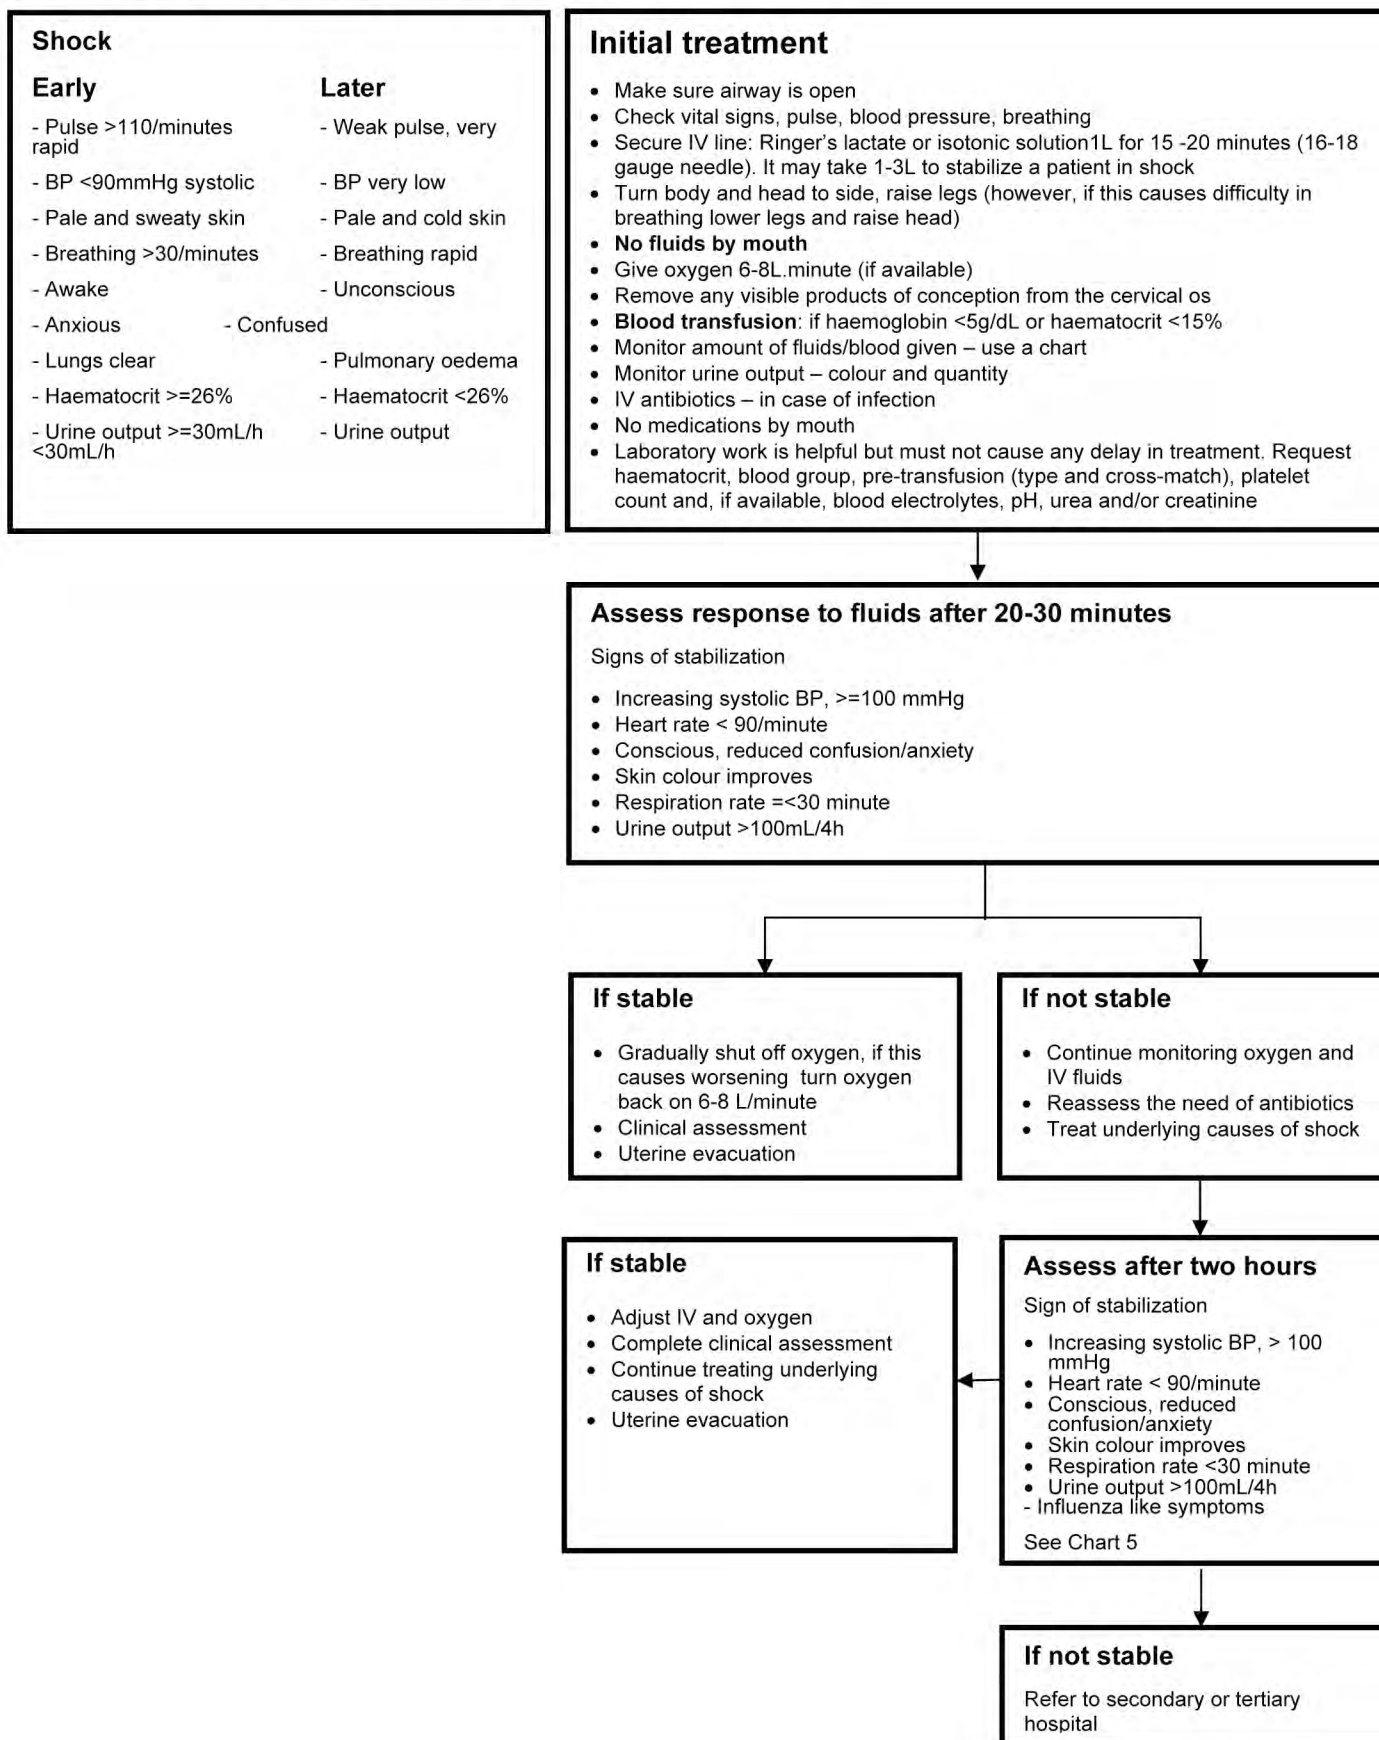 Shock
Early Later
- Pulse >110/minutes - Weak pulse, very
rapid
- BP <90mmHg systolic - BP very low
- Pale and sweaty skin - Pale and cold skin
- Breathing >30/minutes - Breathing rapid
- Awake - Unconscious
- Anxious - Confused
- Lungs clear - Pulmonary oedema
- Haematocrit >=26% - Haematocrit <26%
- Urine output >=30mL/h - Urine output
<30mL/h
Initial treatment
• Make sure airway is open
• Check vital signs, pulse, blood pressure, breathing
• Secure IV line: Ringer’s lactate or isotonic solution1L for 15 -20 minutes (16-18
gauge needle). It may take 1-3L to stabilize a patient in shock
• Turn body and head to side, raise legs (however, if this causes difficulty in
breathing lower legs and raise head)
• No fluids by mouth
• Give oxygen 6-8L.minute (if available)
• Remove any visible products of conception from the cervical os
• Blood transfusion: if haemoglobin <5g/dL or haematocrit <15%
• Monitor amount of fluids/blood given – use a chart
• Monitor urine output – colour and quantity
• IV antibiotics – in case of infection
• No medications by mouth
• Laboratory work is helpful but must not cause any delay in treatment. Request
haematocrit, blood group, pre-transfusion (type and cross-match), platelet
count and, if available, blood electrolytes, pH, urea and/or creatinine
Assess response to fluids after 20-30 minutes
Signs of stabilization
• Increasing systolic BP, >=100 mmHg
• Heart rate < 90/minute
• Conscious, reduced confusion/anxiety
• Skin colour improves
• Respiration rate =<30 minute
• Urine output >100mL/4h
If stable
• Gradually shut off oxygen, if this
causes worsening turn oxygen
back on 6-8 L/minute
• Clinical assessment
• Uterine evacuation
If not stable
• Continue monitoring oxygen and
IV fluids
• Reassess the need of antibiotics
• Treat underlying causes of shock
If stable
• Adjust IV and oxygen
• Complete clinical assessment
• Continue treating underlying
causes of shock
• Uterine evacuation
Assess after two hours
Sign of stabilization
• Increasing systolic BP, > 100
mmHg
• Heart rate < 90/minute
• Conscious, reduced
confusion/anxiety
• Skin colour improves
• Respiration rate <30 minute
• Urine output >100mL/4h
- Influenza like symptoms
See Chart 5
If not stable
Refer to secondary or tertiary
hospital